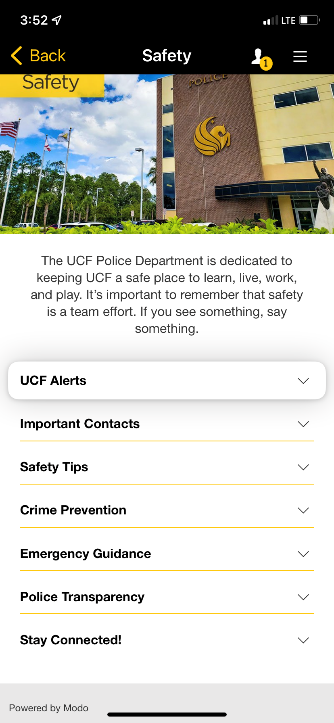 3:52
LTE
Back
Safety
1
Safety
POLICE
The UCF Police Department is dedicated to
keeping UCF a safe place to learn, live, work,
and play. It's important to remember that safety
is a team effort. If you see something, say
something.
UCF Alerts
Important Contacts
Safety Tips
Crime Prevention
Emergency Guidance
Police Transparency
Stay Connected!
Powered by Modo